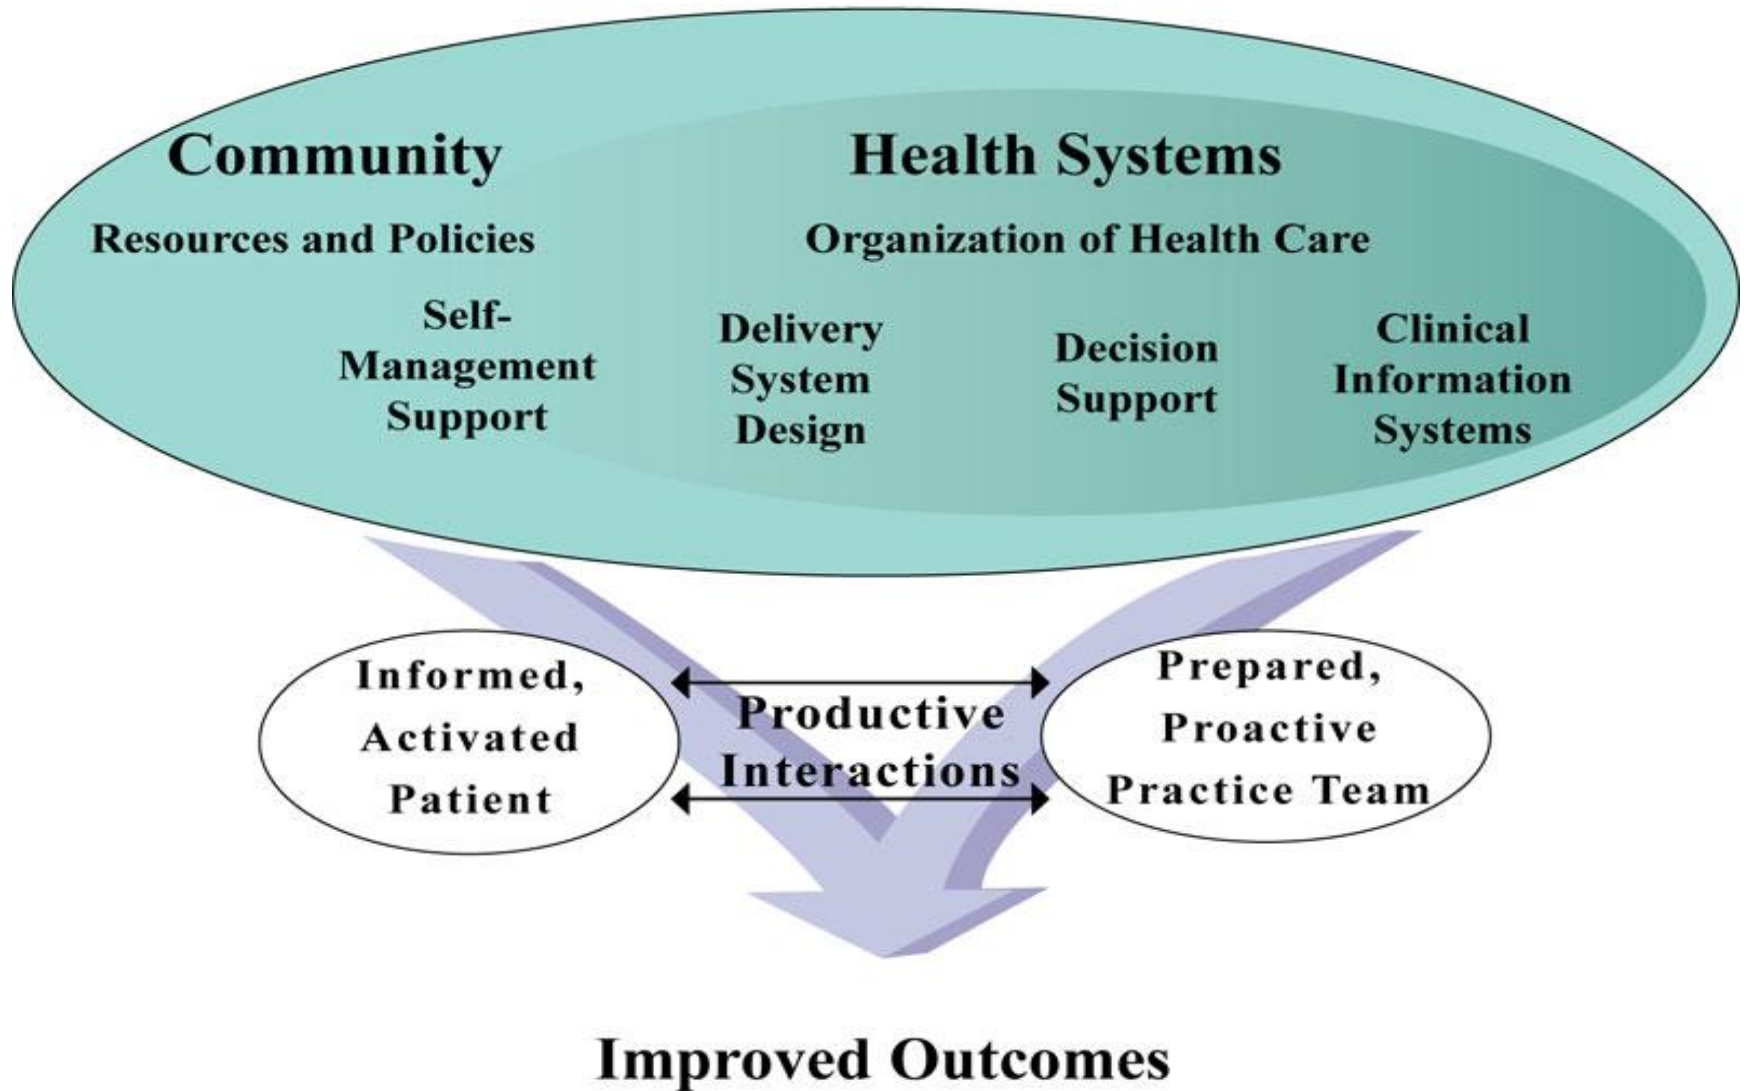 Community
Health Systems
Resources and Policies
Organization of Health Care
Self-
Management
Support
Delivery
System
Design
Decision
Support
Clinical
Information
Systems
Informed,
Activated
Patient
Productive
Interactions
Prepared,
Proactive
Practice Team
Improved Outcomes